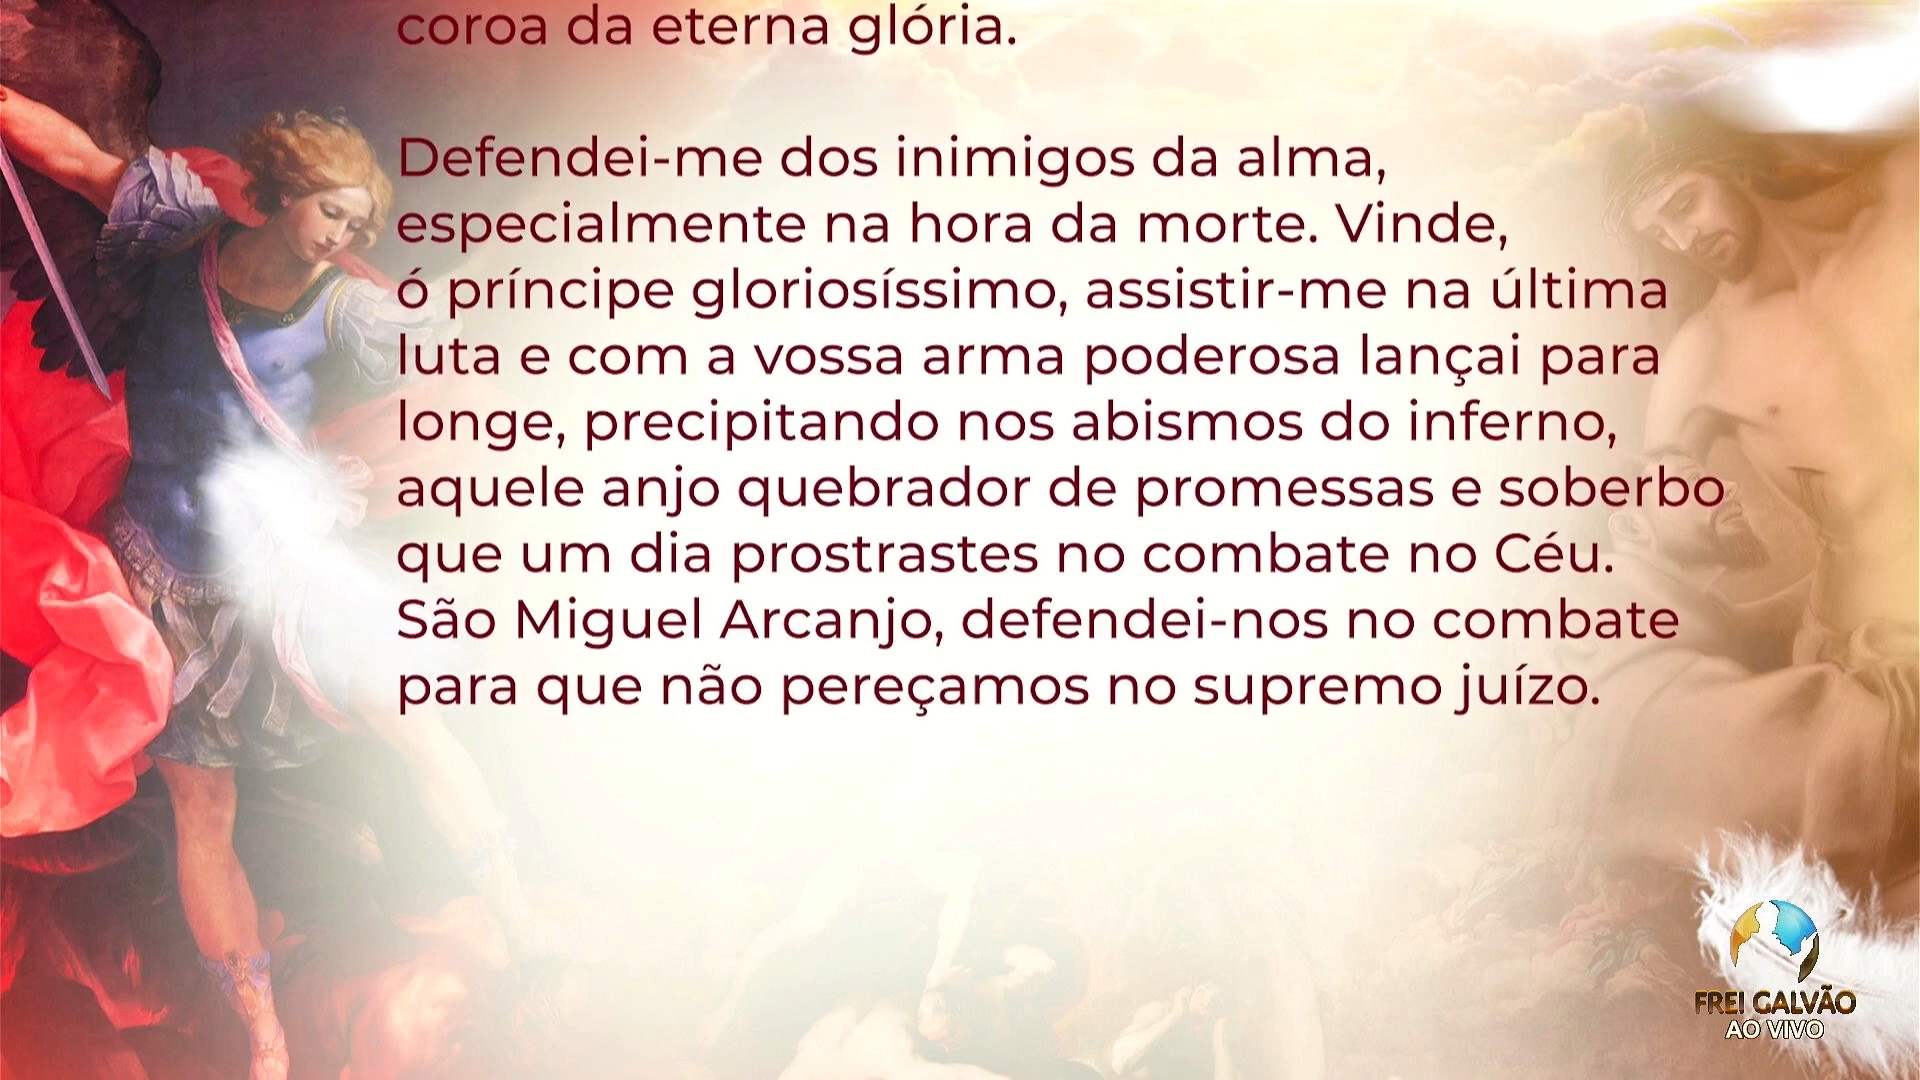 coroa da eterna glória.
Defendei-me dos inimigos da alma,
especialmente na hora da morte. Vinde,
ó príncipe gloriosíssimo, assistir-me na última
luta e com a vossa arma poderosa lançai para
longe, precipitando nos abismos do inferno,
aquele anjo quebrador de promessas e soberbo
que um dia prostrastes no combate no Céu.
São Miguel Arcanjo, defendei-nos no combate
para que não pereçamos no supremo juízo.
FREI GALVÃO
AO VIVO